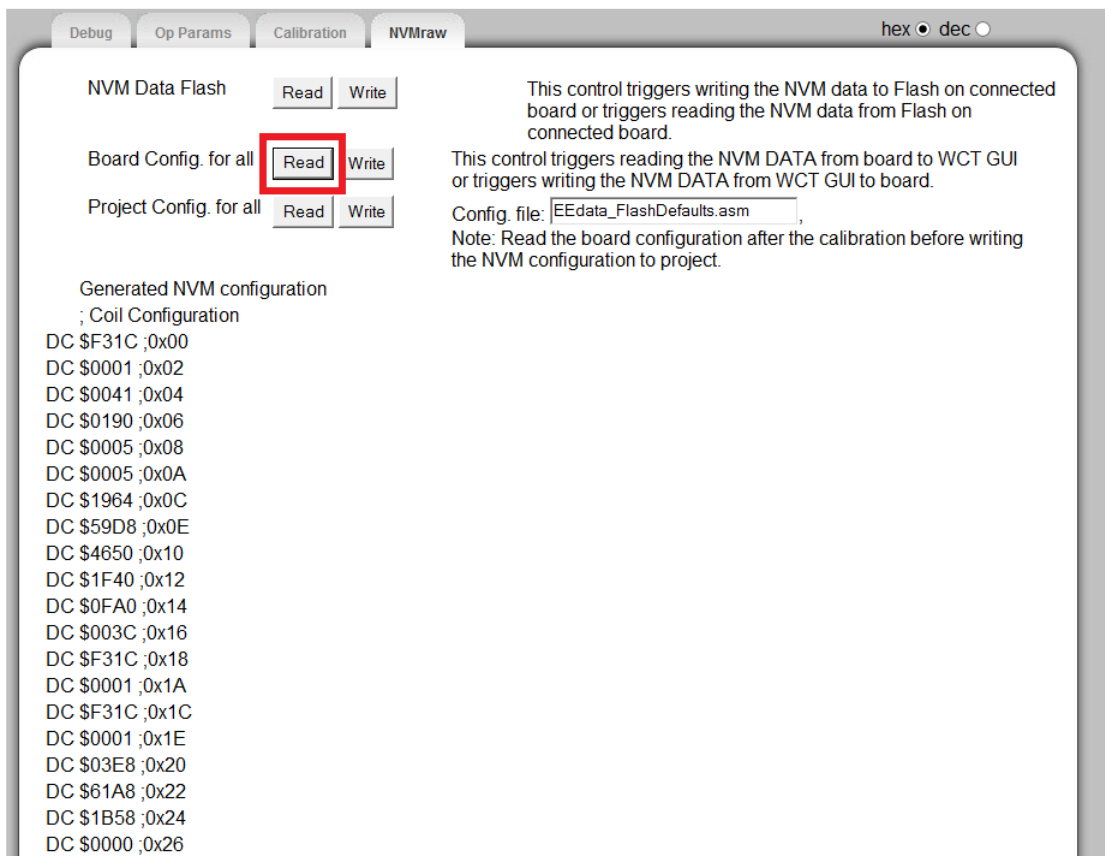 Debug Op Params Calibration NVMraw hex dec
NVM Data Flash Read Write This control triggers writing the NVM data to Flash on connected
board or triggers reading the NVM data from Flash on
connected board.
Board Config. for all Read Write This control triggers reading the NVM DATA from board to WCT GUI
or triggers writing the NVM DATA from WCT GUI to board.
Project Config. for all Read Write Config. file: EEdata_FlashDefaults.asm ,
Note: Read the board configuration after the calibration before writing
the NVM configuration to project.
Generated NVM configuration
; Coil Configuration
DC $F31C ;0x00
DC $0001 ;0x02
DC $0041 ;0x04
DC $0190 ;0x06
DC $0005 ;0x08
DC $0005 ;0x0A
DC $1964 ;0x0C
DC $59D8 ;0x0E
DC $4650 ;0x10
DC $1F40 ;0x12
DC $0FA0 ;0x14
DC $003C ;0x16
DC $F31C ;0x18
DC $0001 ;0x1A
DC $F31C ;0x1C
DC $0001 ;0x1E
DC $03E8 ;0x20
DC $61A8 ;0x22
DC $1B58 ;0x24
DC $0000 ;0x26